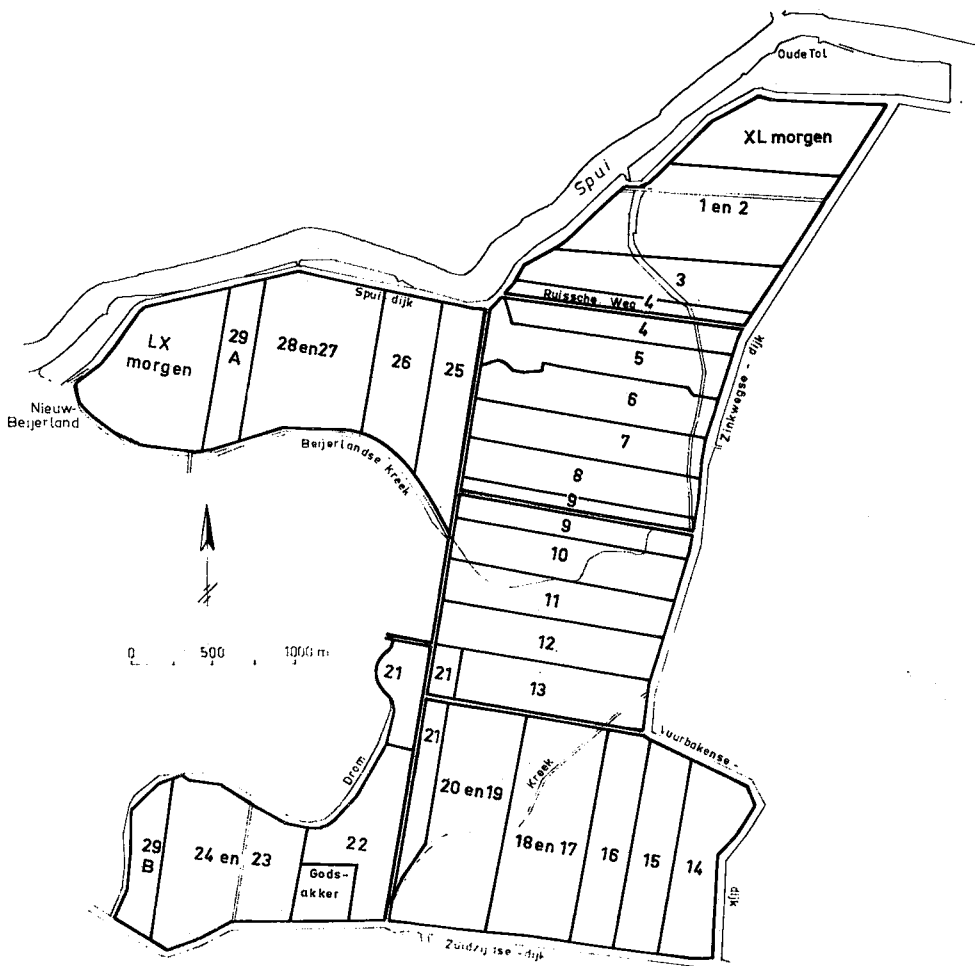 Oude Tol
XL morgen
Spui
1 en 2
3
Ruissche Weg
4
4
Spui-dijk
5
LX
morgen
29
A
28 en 27
26
25
6
Nieuw-
Beijerland
Zinkwegse - dijk
7
Beijerlandse Kreek
8
9
9
10
11
12
0 500 1000 m
21
21
13
21
Vuurbakense -
dijk
Drom
Kreek
20 en 19
18 en 17
16
15
14
22
29
B
24 en 23
Gods-
akker
Zuidzijdse -dijk